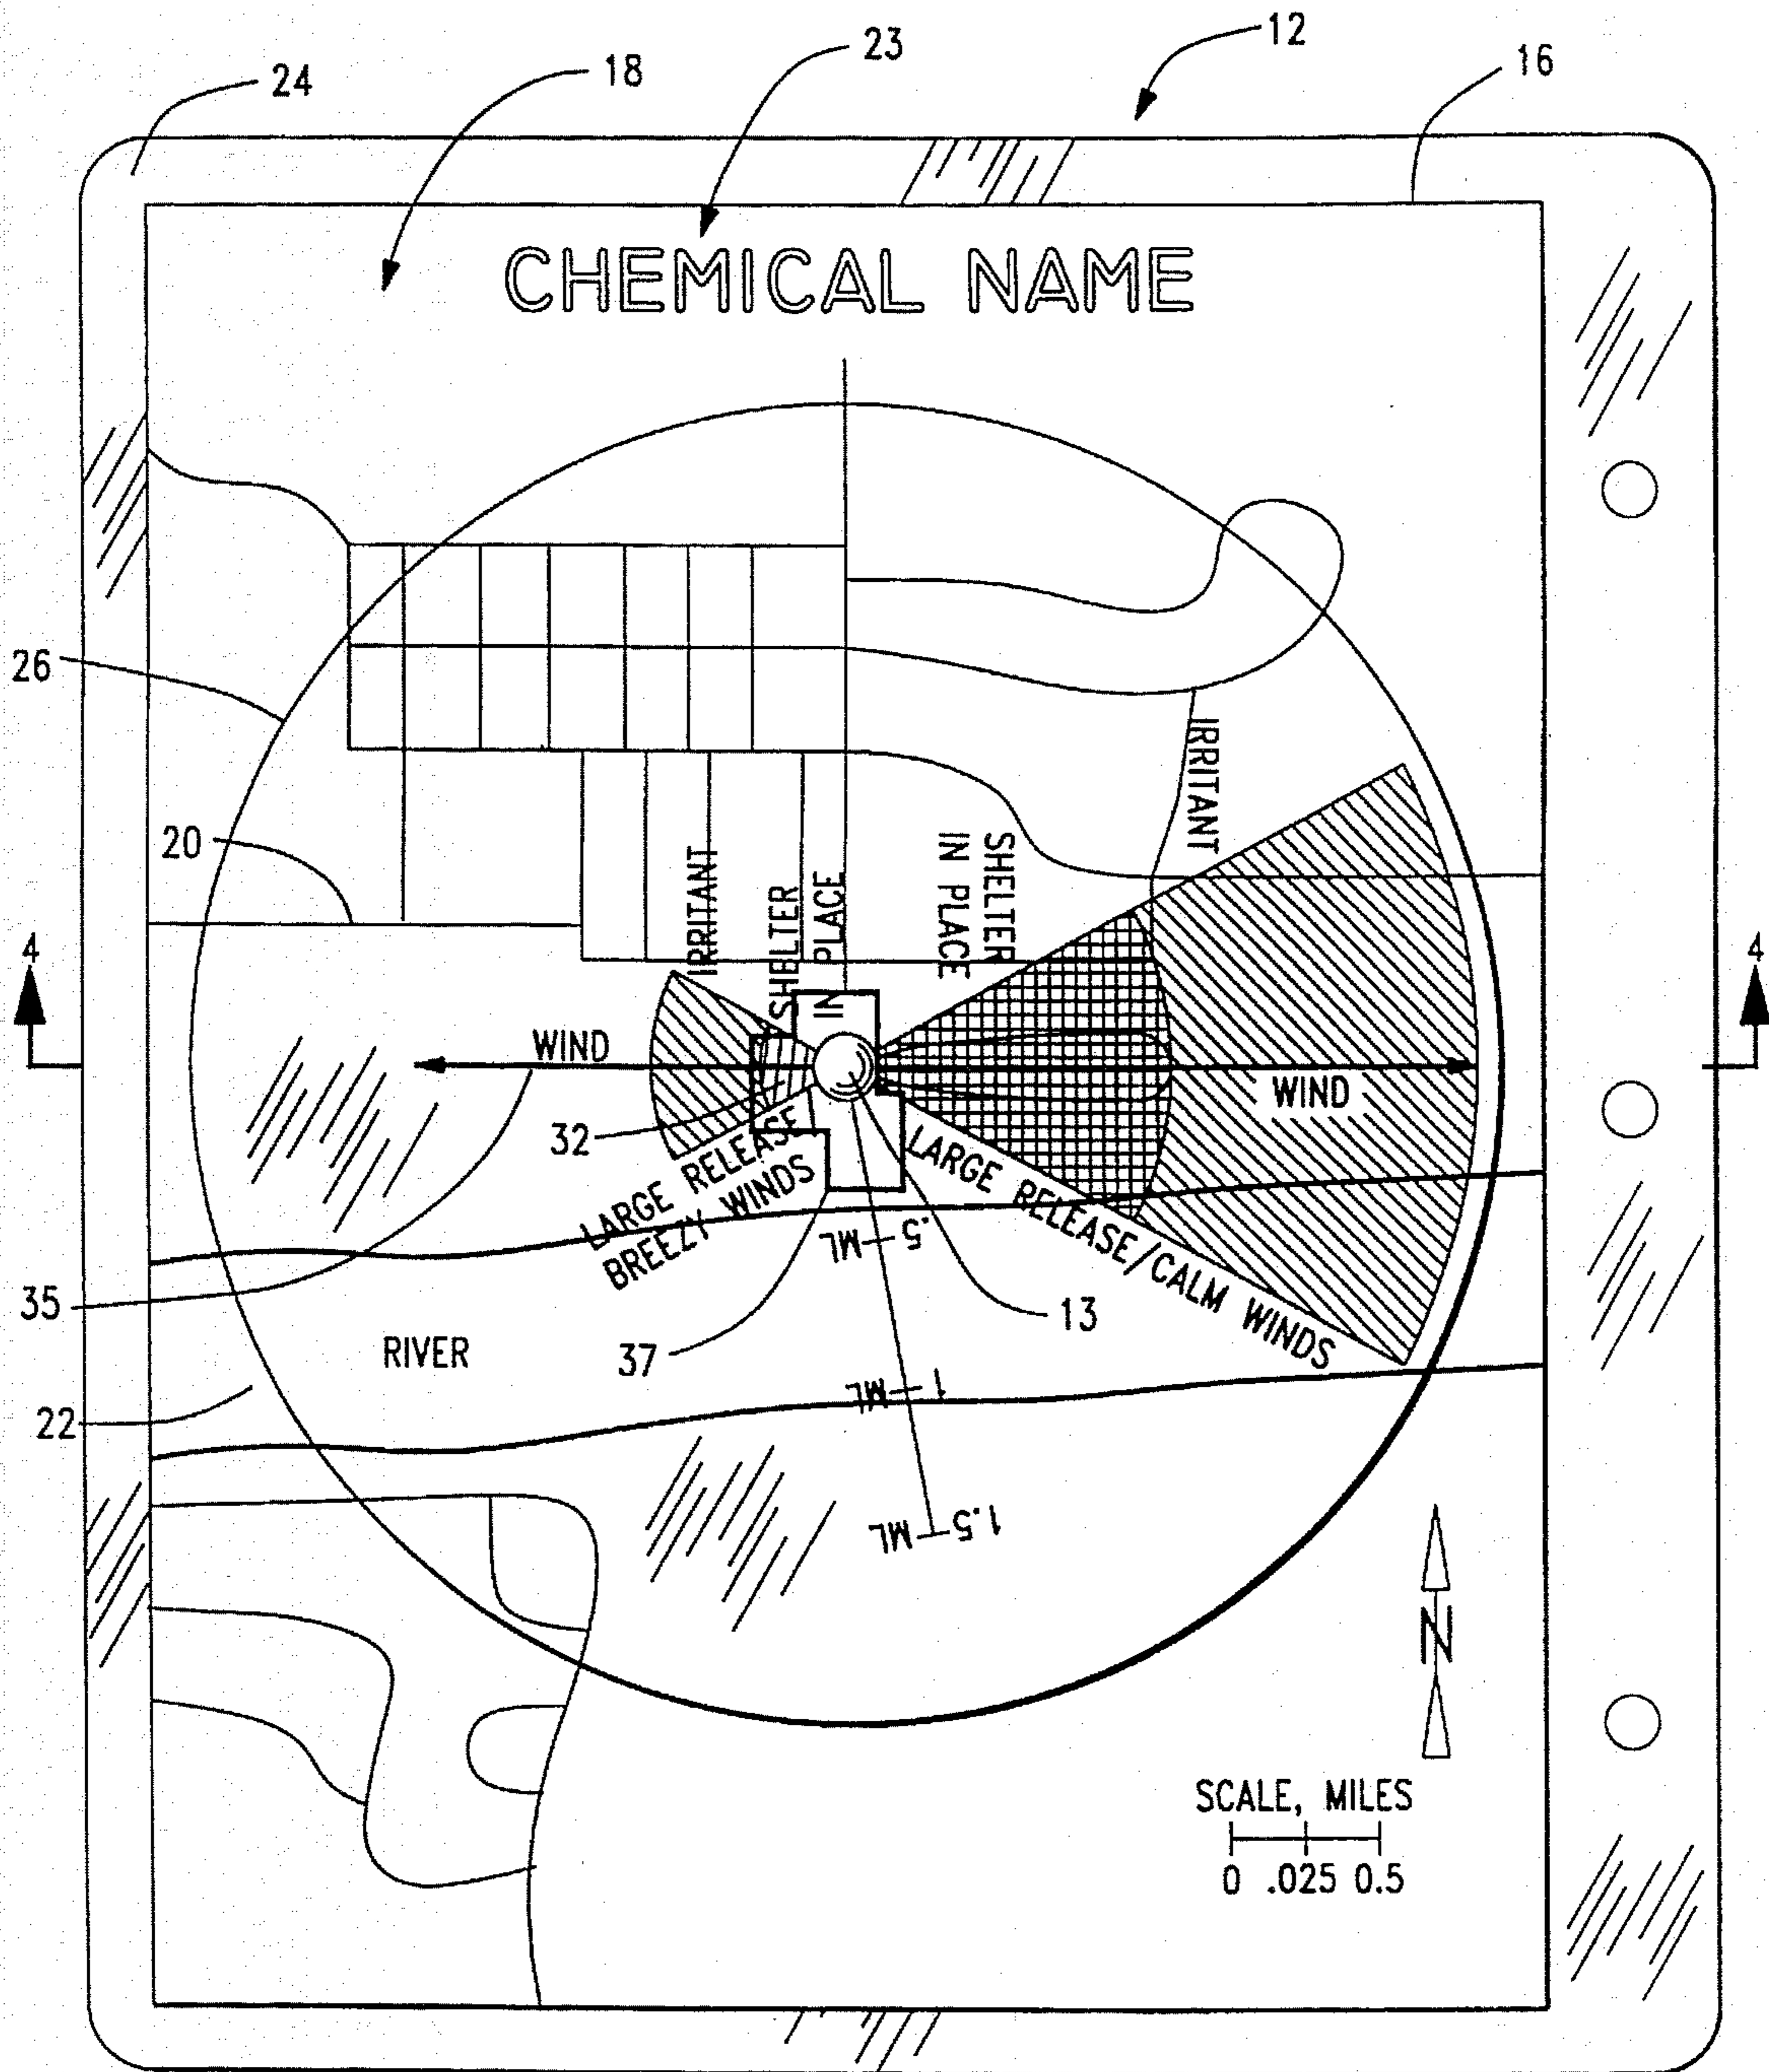 12
23
18
16
24
CHEMICAL NAME
26
IRRITANT
20
IRRITANT
SHELTER
IN PLACE
SHELTER
IN PLACE
4
4
WIND
WIND
32
LARGE RELEASE
BREEZY WINDS
LARGE RELEASE/CALM WINDS
.5 ML
35
13
37
RIVER
1 ML
22
1.5 ML
N
SCALE, MILES
0 .025 0.5